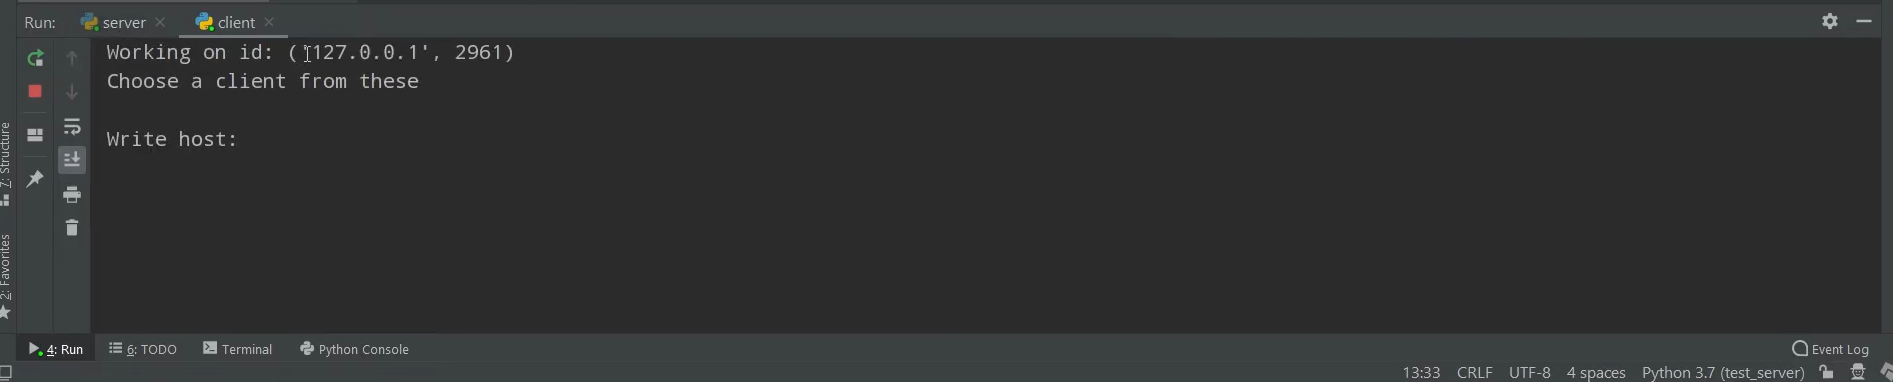 Run: server client
Working on id: ('127.0.0.1', 2961)
Choose a client from these
Write host:
7: Structure
2: Favorites
4: Run 6: TODO Terminal Python Console Event Log
13:33 CRLF UTF-8 4 spaces Python 3.7 (test_server)